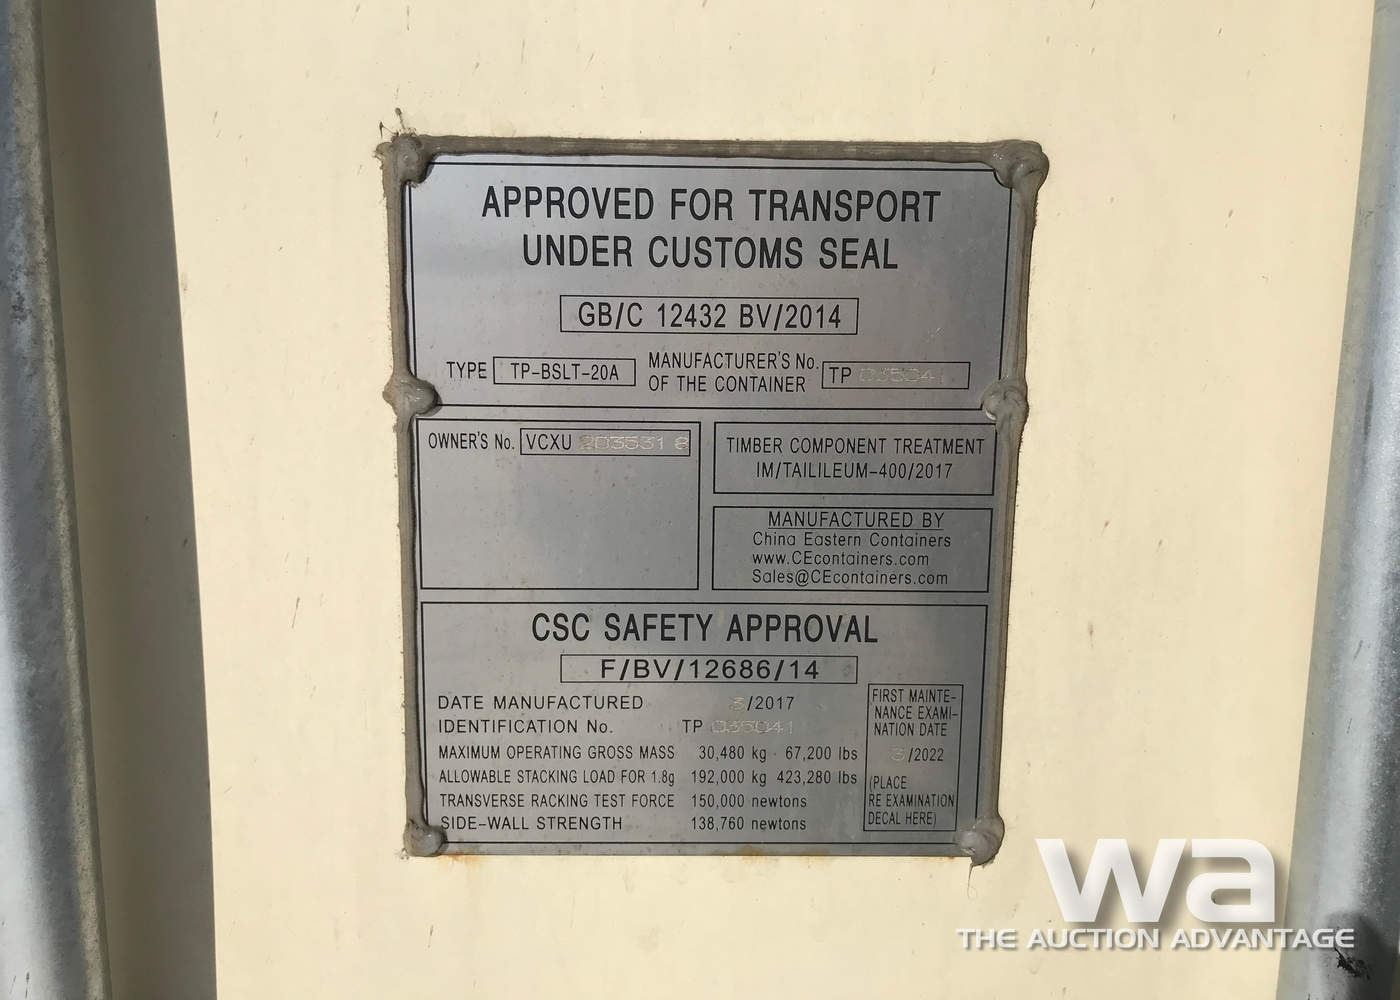 APPROVED FOR TRANSPORT
UNDER CUSTOMS SEAL
GB/C 12432 BV/2014
TYPE TP-BSLT-20A MANUFACTURER'S No.
OF THE CONTAINER TP 035041
OWNER'S No. VCXU
TIMBER COMPONENT TREATMENT
IM/TAILILEUM-400/2017
MANUFACTURED BY
China Eastern Containers
www.CEcontainers.com
Sales@CEcontainers.com
CSC SAFETY APPROVAL
F/BV/12686/14
DATE MANUFACTURED 3/2017
IDENTIFICATION No. TP 035041
MAXIMUM OPERATING GROSS MASS 30,480 kg · 67,200 lbs
ALLOWABLE STACKING LOAD FOR 1.8g 192,000 kg 423,280 lbs
TRANSVERSE RACKING TEST FORCE 150,000 newtons
SIDE-WALL STRENGTH 138,760 newtons
FIRST MAINTE-
NANCE EXAMI-
NATION DATE
3/2022
(PLACE
RE EXAMINATION
DECAL HERE)
wa
THE AUCTION ADVANTAGE